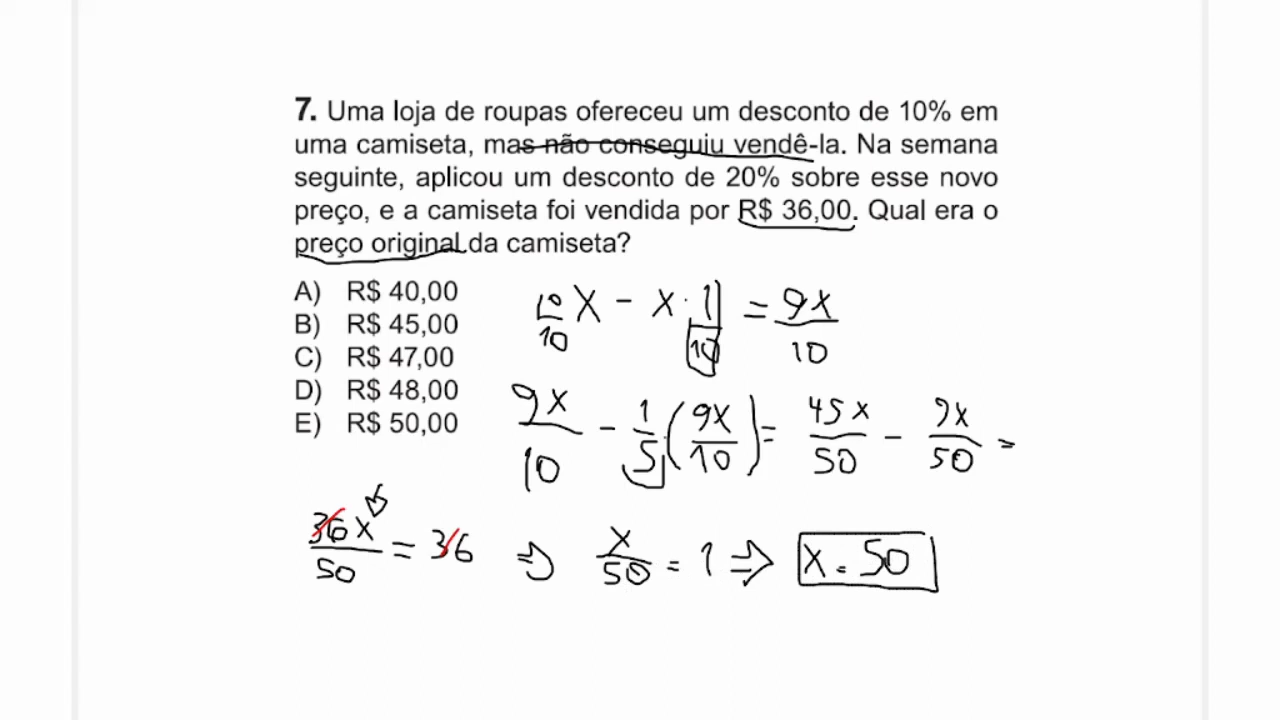 7. Uma loja de roupas ofereceu um desconto de 10% em
uma camiseta, mas não conseguiu vendê-la. Na semana
seguinte, aplicou um desconto de 20% sobre esse novo
preço, e a camiseta foi vendida por R$ 36,00. Qual era o
preço original da camiseta?
A) R$ 40,00
B) R$ 45,00
C) R$ 47,00
D) R$ 48,00
E) R$ 50,00
10/10 x - x · 1/10 = 9x/10
9x/10 - 1/5 (9x/10) = 45x/50 - 9x/50 =
36x/50 = 36 ⇒ x/50 = 1 ⇒ x = 50